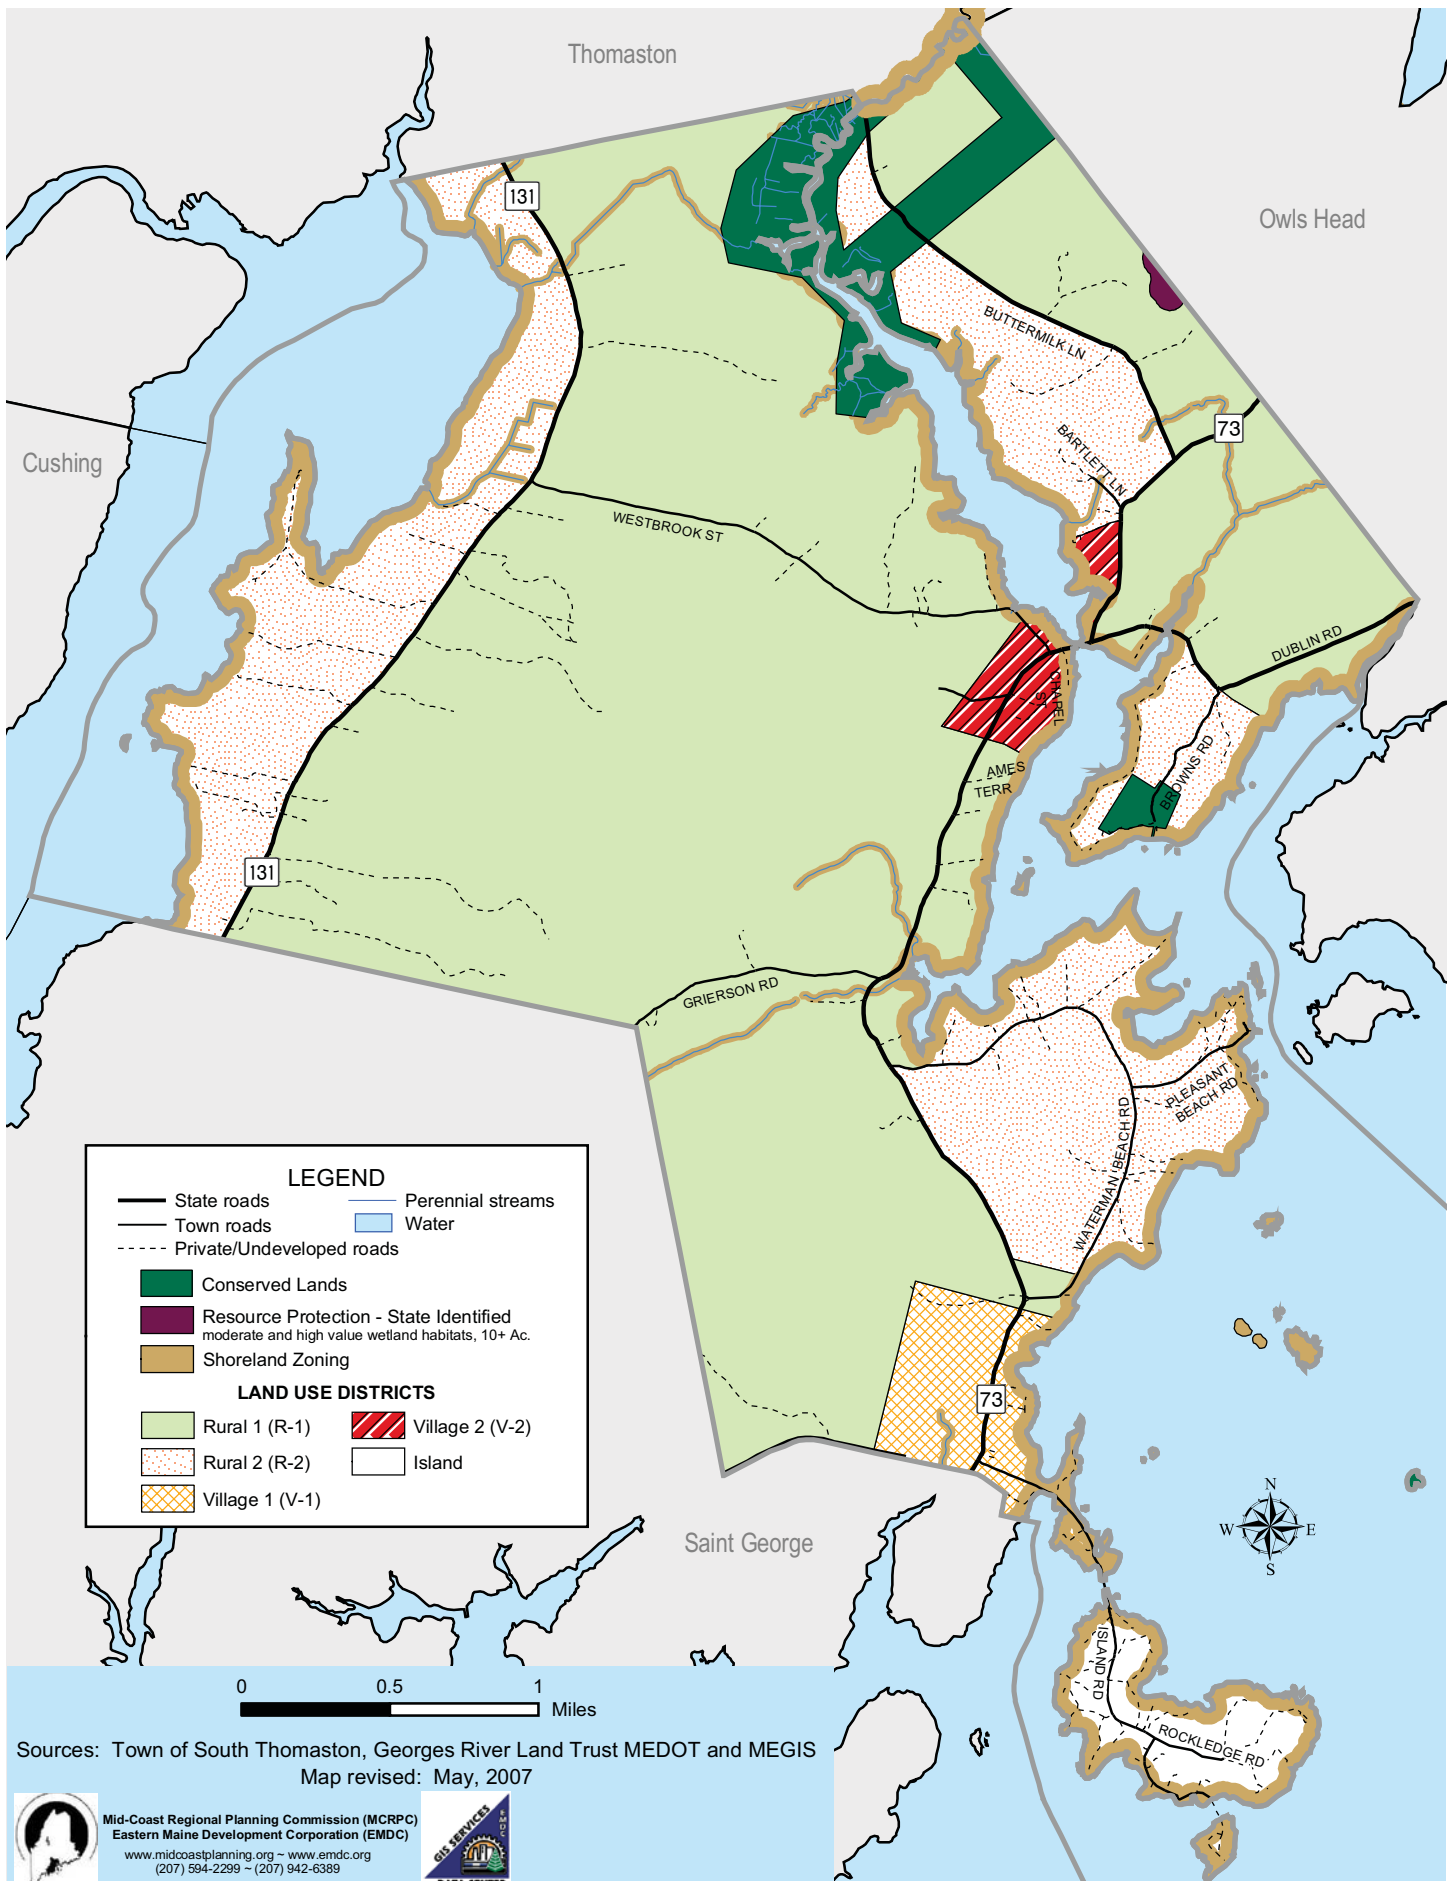 Thomaston
131
Owls Head
BUTTERMILK LN
73
BARTLETT LN
Cushing
WESTBROOK ST
DUBLIN RD
CHAPEL
ST
BROWNS RD
AMES
TERR
131
GRIERSON RD
PLEASANT
BEACH RD
WATERMAN BEACH RD
73
LEGEND
State roads
Perennial streams
Town roads
Water
Private/Undeveloped roads
Conserved Lands
Resource Protection - State Identified
moderate and high value wetland habitats, 10+ Ac.
Shoreland Zoning
LAND USE DISTRICTS
Rural 1 (R-1)
Village 2 (V-2)
Rural 2 (R-2)
Island
Village 1 (V-1)
N
W
E
S
Saint George
ISLAND RD
ROCKLEDGE RD
0 0.5 1
Miles
Sources: Town of South Thomaston, Georges River Land Trust MEDOT and MEGIS
Map revised: May, 2007
Mid-Coast Regional Planning Commission (MCRPC)
Eastern Maine Development Corporation (EMDC)
www.midcoastplanning.org ~ www.emdc.org
(207) 594-2299 ~ (207) 942-6389
GIS SERVICES
EMDC